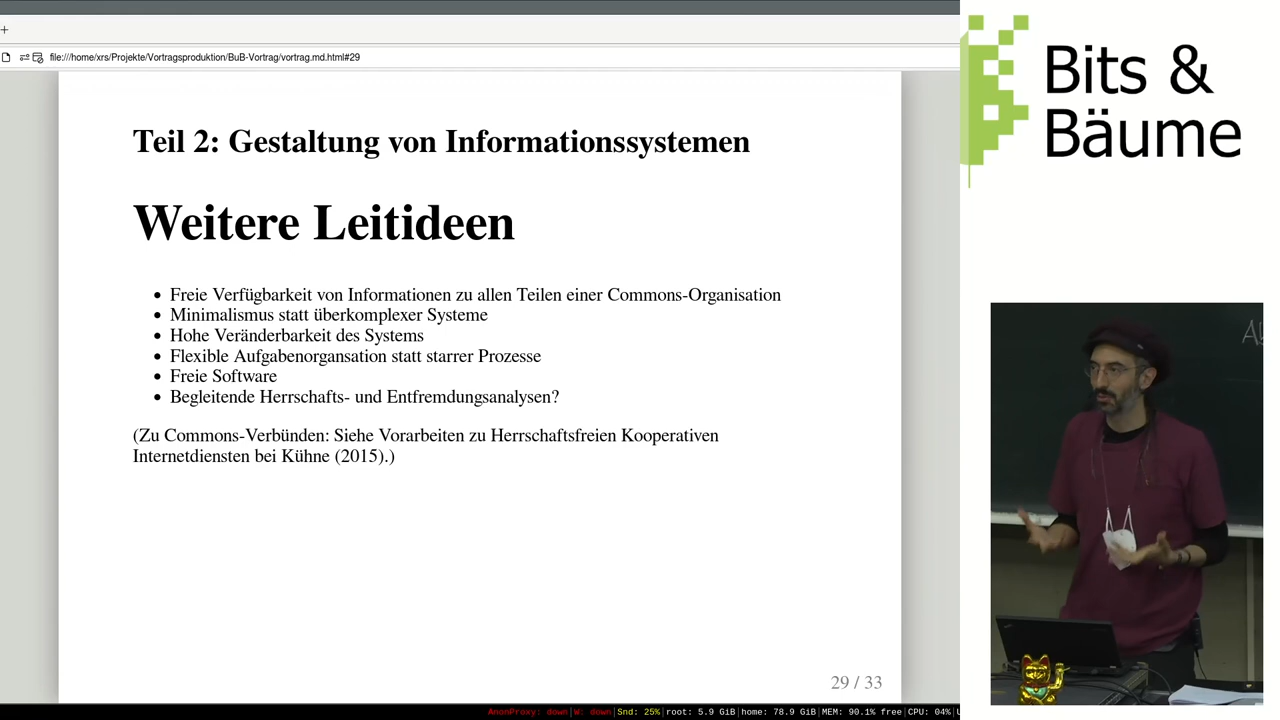 +
file:///home/xrs/Projekte/Vortragsproduktion/BuB-Vortrag/vortrag.md.html#29
Teil 2: Gestaltung von Informationssystemen
Weitere Leitideen
• Freie Verfügbarkeit von Informationen zu allen Teilen einer Commons-Organisation
• Minimalismus statt überkomplexer Systeme
• Hohe Veränderbarkeit des Systems
• Flexible Aufgabenorgansation statt starrer Prozesse
• Freie Software
• Begleitende Herrschafts- und Entfremdungsanalysen?
(Zu Commons-Verbünden: Siehe Vorarbeiten zu Herrschaftsfreien Kooperativen
Internetdiensten bei Kühne (2015).)
29 / 33
AnonProxy: down|W: down|Snd: 25%|root: 5.9 GiB|home: 78.9 GiB|MEM: 90.1% free|CPU: 04%|
Bits &
Bäume